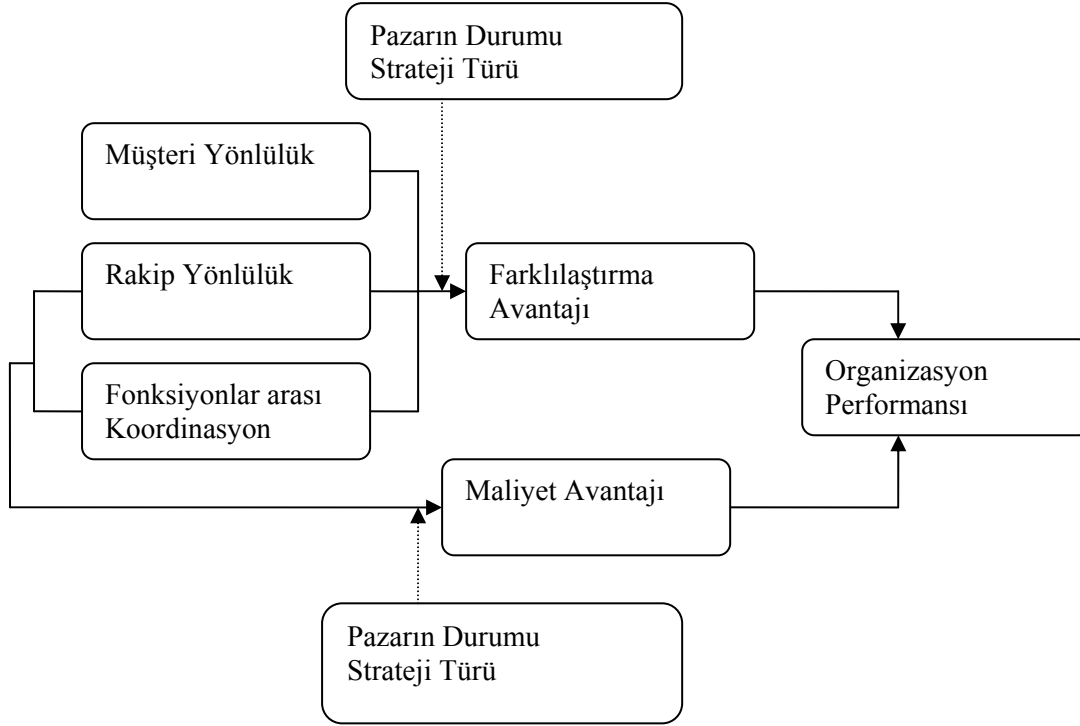 Pazarın Durumu
Strateji Türü
Müşteri Yönlülük
Rakip Yönlülük
Farklılaştırma
Avantajı
Fonksiyonlar arası
Koordinasyon
Organizasyon
Performansı
Maliyet Avantajı
Pazarın Durumu
Strateji Türü